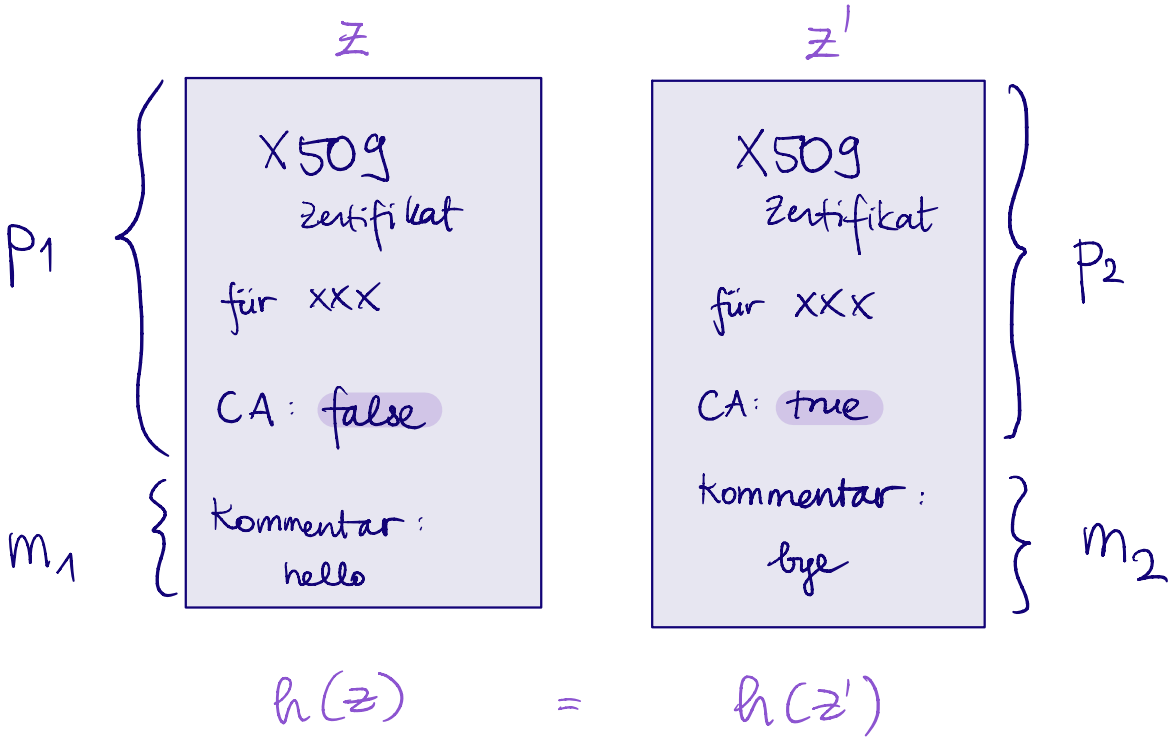 z
z'
p1
X509
Zertifikat
für xxx
CA: false
m1
Kommentar:
hello
X509
Zertifikat
für xxx
CA: true
p2
Kommentar:
bye
m2
h(z) = h(z')